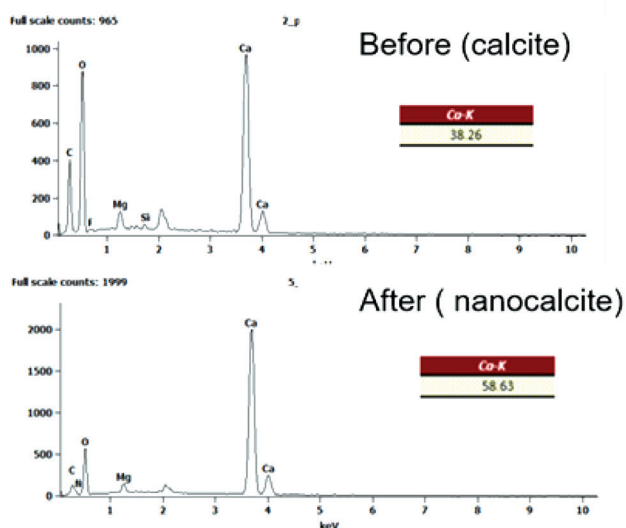 Full scale counts: 965
2_p
Before (calcite)
Ca-K
38.26
1000
800
600
400
200
0
C
O
F
Mg
Si
Ca
Ca
1 2 3 4 5 6 7 8 9 10
Full scale counts: 1999
5_
After ( nanocalcite)
Ca-K
58.63
2000
1500
1000
500
0
C
N
O
Mg
Ca
Ca
1 2 3 4 5 6 7 8 9 10
keV